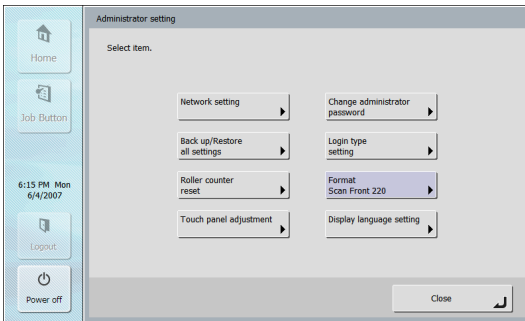 Administrator setting
Select item.
Home
Job Button
6:15 PM Mon
6/4/2007
Logout
Power off
Network setting
Change administrator
password
Back up/Restore
all settings
Login type
setting
Roller counter
reset
Format
Scan Front 220
Touch panel adjustment
Display language setting
Close